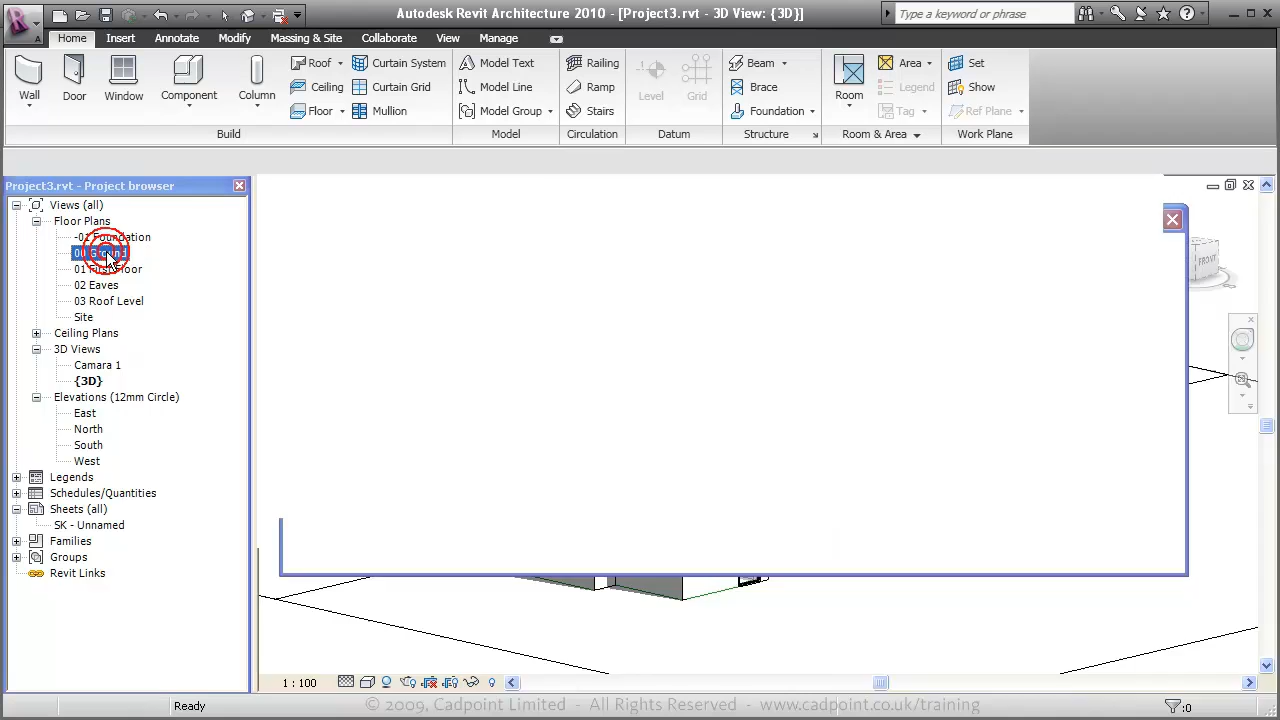 Autodesk Revit Architecture 2010 - [Project3.rvt - 3D View: {3D}]
Type a keyword or phrase
Home Insert Annotate Modify Massing & Site Collaborate View Manage
Wall Door Window Component Column
Roof Curtain System
Ceiling Curtain Grid
Floor Mullion
Build
Model Text
Model Line
Model Group
Model
Railing
Ramp
Stairs
Circulation
Level Grid
Datum
Beam
Brace
Foundation
Structure
Room
Area
Legend
Tag
Room & Area
Set
Show
Ref Plane
Work Plane
Project3.rvt - Project browser
Views (all)
Floor Plans
-01 Foundation
00 Ground
01 First Floor
02 Eaves
03 Roof Level
Site
Ceiling Plans
3D Views
Camara 1
{3D}
Elevations (12mm Circle)
East
North
South
West
Legends
Schedules/Quantities
Sheets (all)
SK - Unnamed
Families
Groups
Revit Links
FRONT
1 : 100
Ready
© 2009, Cadpoint Limited - All Rights Reserved - www.cadpoint.co.uk/training
:0